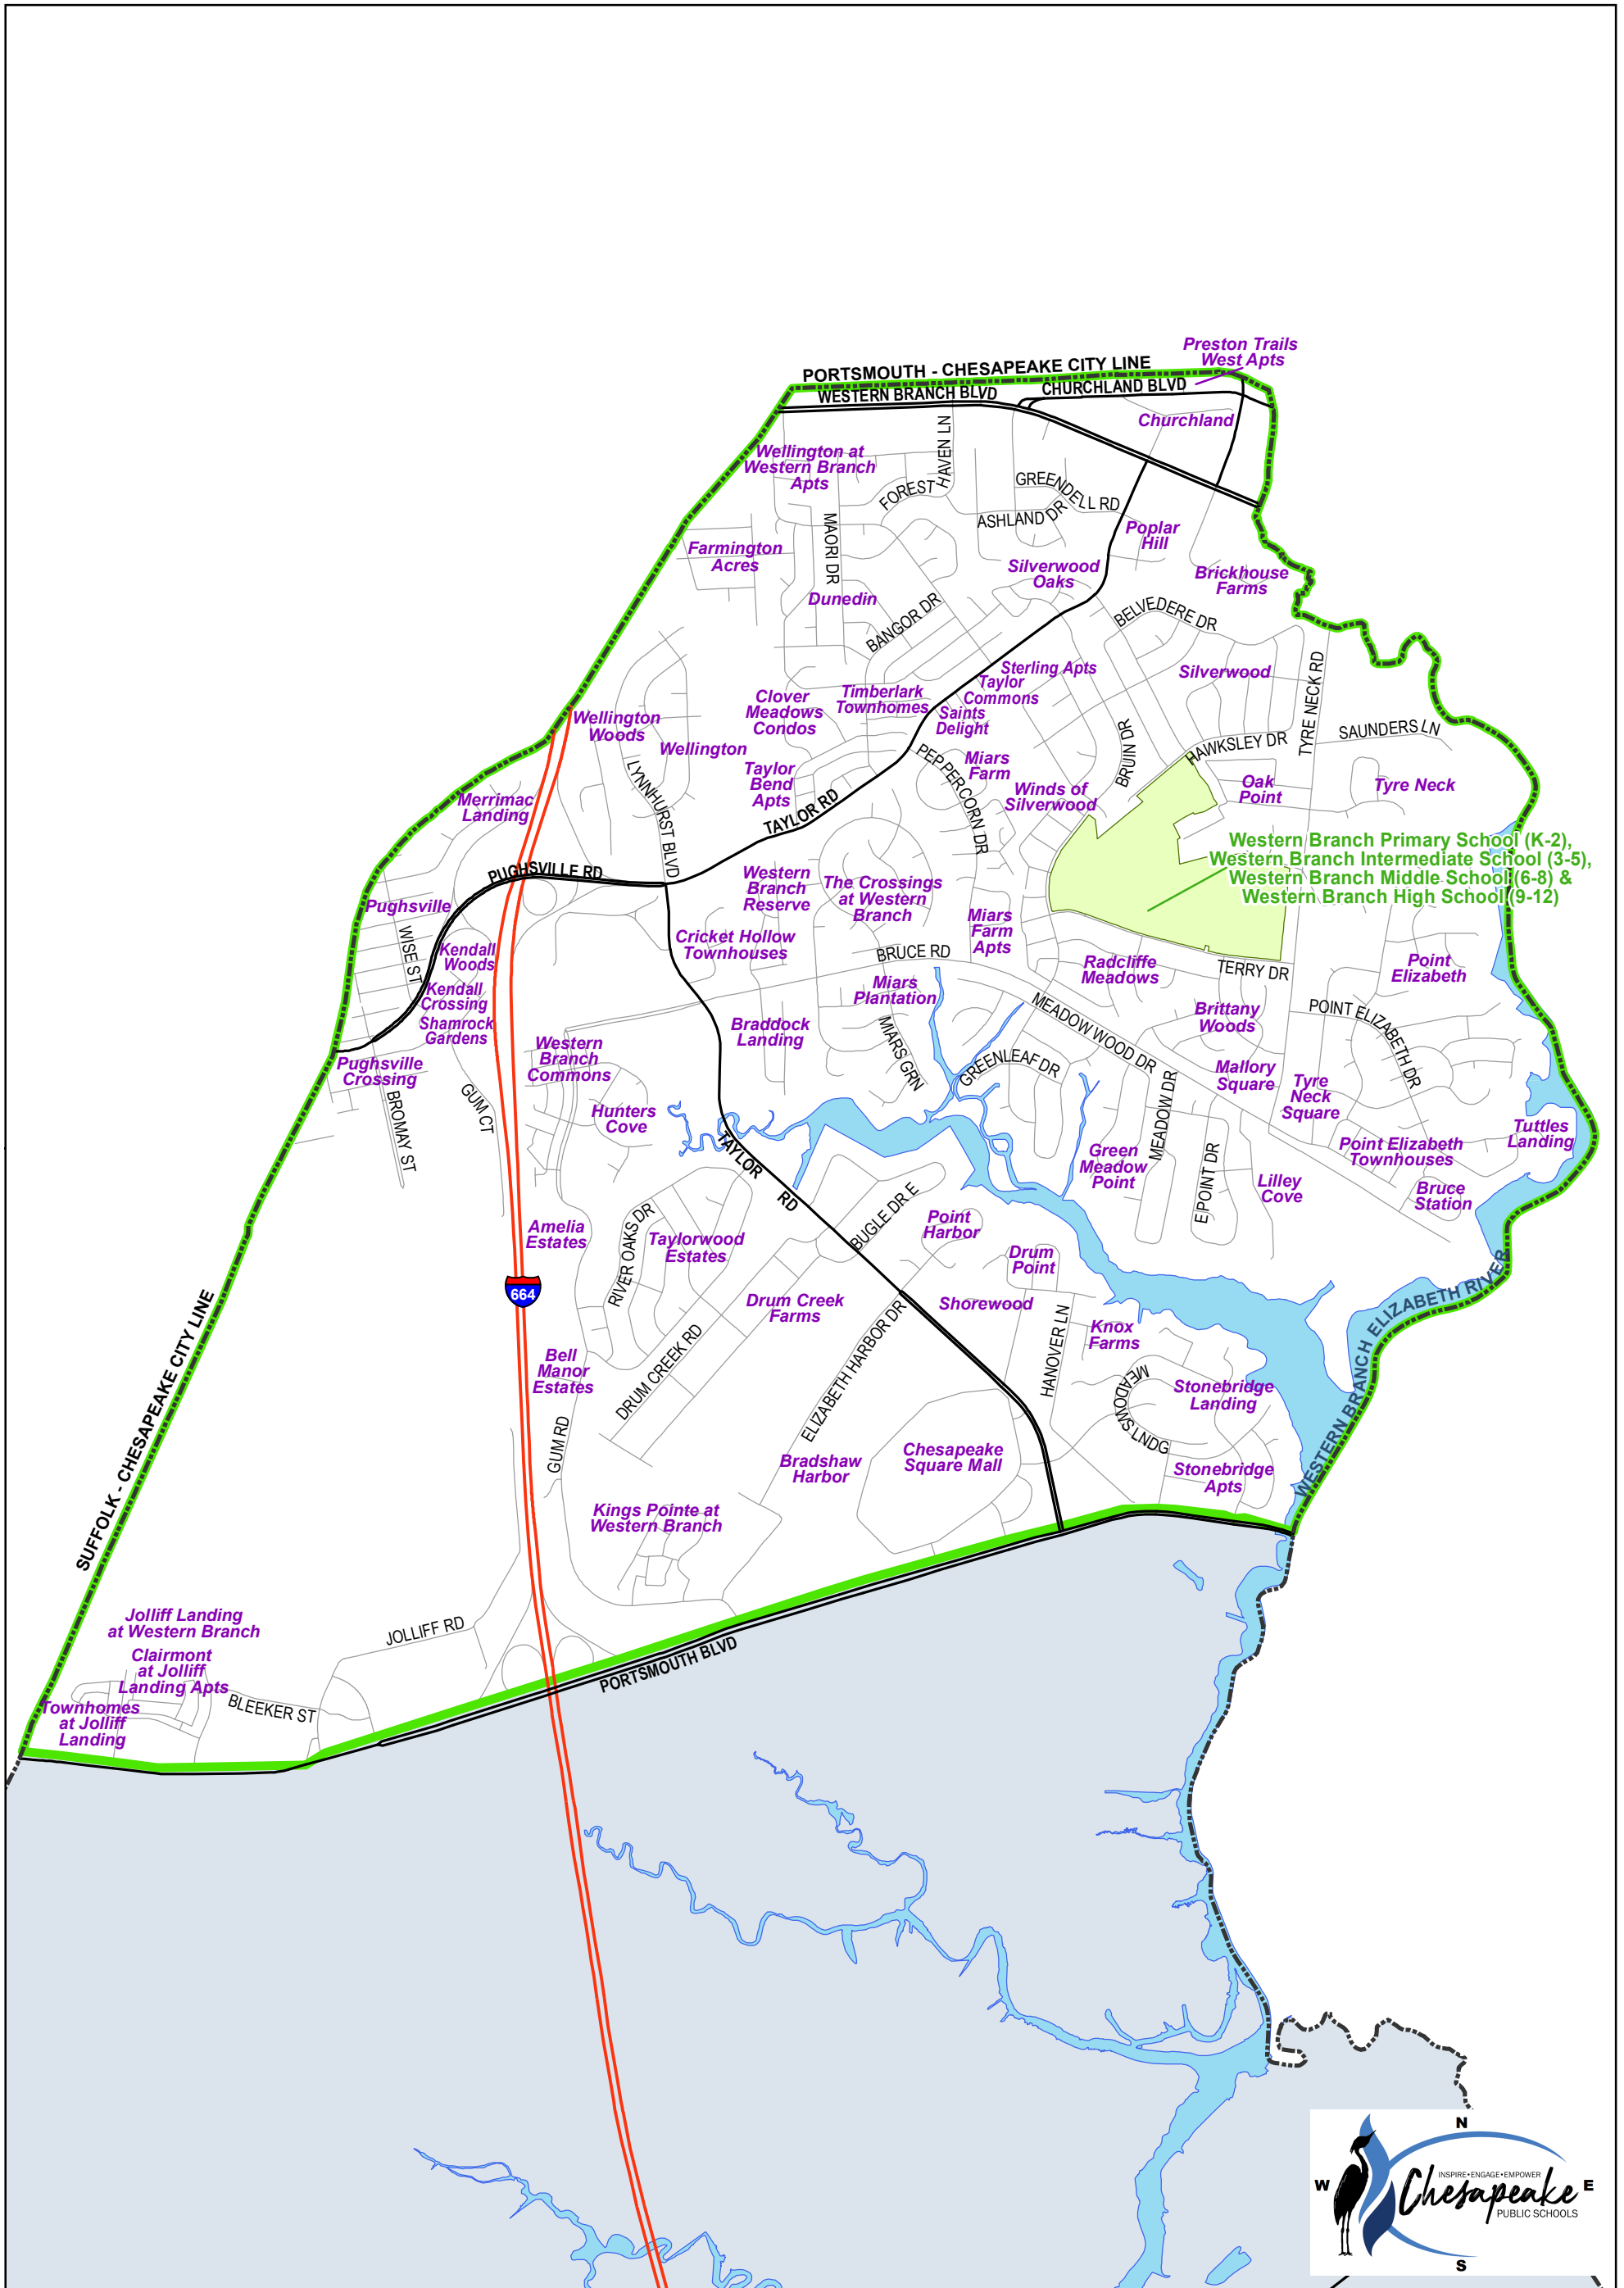 Preston Trails
West Apts
PORTSMOUTH - CHESAPEAKE CITY LINE
WESTERN BRANCH BLVD
CHURCHLAND BLVD
Churchland
HAVEN LN
Wellington at
Western Branch
Apts
FOREST
GREENDELL RD
ASHLAND DR
MAORI DR
Poplar
Hill
Farmington
Acres
Silverwood
Oaks
Brickhouse
Farms
Dunedin
BANGOR DR
BELVEDERE DR
Sterling Apts
Silverwood
TYRE NECK RD
Taylor
Commons
Timberlark
Townhomes
Clover
Meadows
Condos
Saints
Delight
Wellington
Woods
Wellington
BRUIN DR
HAWKSLEY DR
SAUNDERS LN
PEPPERCORN DR
Miars
Farm
LYNNHURST BLVD
Taylor
Bend
Apts
Winds of
Silverwood
Oak
Point
Tyre Neck
Merrimac
Landing
TAYLOR RD
Western Branch Primary School (K-2),
Western Branch Intermediate School (3-5),
Western Branch Middle School (6-8) &
Western Branch High School (9-12)
PUGHSVILLE RD
Western
Branch
Reserve
The Crossings
at Western
Branch
Pughsville
Miars
Farm
Apts
WISE ST
Kendall
Woods
Cricket Hollow
Townhouses
BRUCE RD
Radcliffe
Meadows
TERRY DR
Point
Elizabeth
Kendall
Crossing
Miars
Plantation
MEADOW WOOD DR
Brittany
Woods
POINT ELIZABETH DR
Shamrock
Gardens
Braddock
Landing
Western
Branch
Commons
MIARS GRN
GREENLEAF DR
Pughsville
Crossing
Mallory
Square
Tyre
Neck
Square
BROMAY ST
GUM CT
Hunters
Cove
MEADOW DR
Tuttles
Landing
TAYLOR RD
Green
Meadow
Point
E POINT DR
Point Elizabeth
Townhouses
Lilley
Cove
Bruce
Station
Amelia
Estates
RIVER OAKS DR
Taylorwood
Estates
BUGLE DR E
Point
Harbor
Drum
Point
664
Drum Creek
Farms
Shorewood
WESTERN BRANCH ELIZABETH RIVER
SUFFOLK - CHESAPEAKE CITY LINE
Bell
Manor
Estates
DRUM CREEK RD
ELIZABETH HARBOR DR
HANOVER LN
Knox
Farms
MEADOWS LNDG
Stonebridge
Landing
GUM RD
Bradshaw
Harbor
Chesapeake
Square Mall
Stonebridge
Apts
Kings Pointe at
Western Branch
Jolliff Landing
at Western Branch
JOLLIFF RD
Clairmont
at Jolliff
Landing Apts
PORTSMOUTH BLVD
Townhomes
at Jolliff
Landing
BLEEKER ST
N
W
E
S
INSPIRE•ENGAGE•EMPOWER
Chesapeake
PUBLIC SCHOOLS